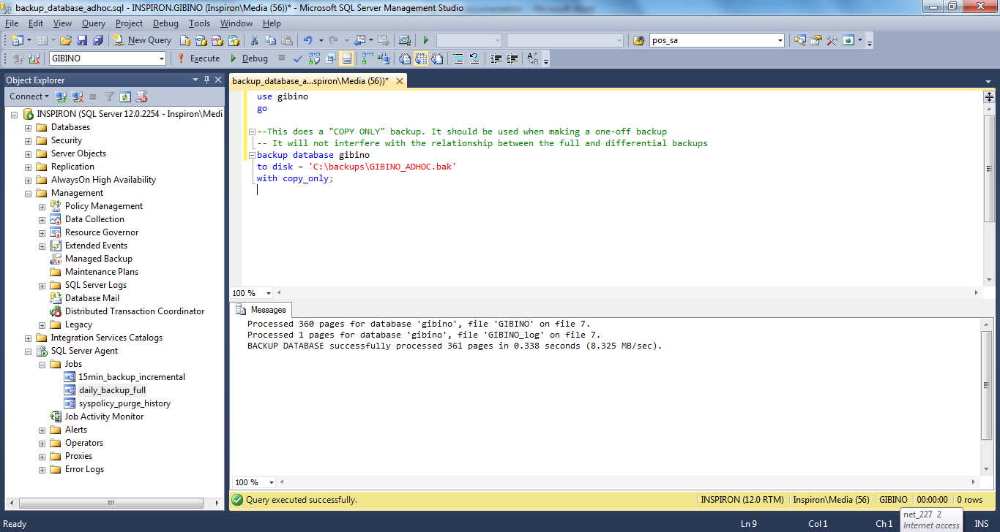 backup_database_adhoc.sql - INSPIRON.GIBINO (Inspiron\Media (56))* - Microsoft SQL Server Management Studio
File Edit View Query Project Debug Tools Window Help
New Query
pos_sa
GIBINO
Execute
Debug
Object Explorer
Connect
INSPIRON (SQL Server 12.0.2254 - Inspiron\Medi
Databases
Security
Server Objects
Replication
AlwaysOn High Availability
Management
Policy Management
Data Collection
Resource Governor
Extended Events
Managed Backup
Maintenance Plans
SQL Server Logs
Database Mail
Distributed Transaction Coordinator
Legacy
Integration Services Catalogs
SQL Server Agent
Jobs
15min_backup_incremental
daily_backup_full
syspolicy_purge_history
Job Activity Monitor
Alerts
Operators
Proxies
Error Logs
backup_database_a...spiron\Media (56))*
use gibino
go
--This does a "COPY ONLY" backup. It should be used when making a one-off backup
-- It will not interfere with the relationship between the full and differential backups
backup database gibino
to disk = 'C:\backups\GIBINO_ADHOC.bak'
with copy_only;
100 %
Messages
Processed 360 pages for database 'gibino', file 'GIBINO' on file 7.
Processed 1 pages for database 'gibino', file 'GIBINO_log' on file 7.
BACKUP DATABASE successfully processed 361 pages in 0.338 seconds (8.325 MB/sec).
100 %
Query executed successfully.
INSPIRON (12.0 RTM) Inspiron\Media (56) GIBINO 00:00:00 0 rows
Ready
Ln 9 Col 1 Ch 1 INS
net_227 2
Internet access